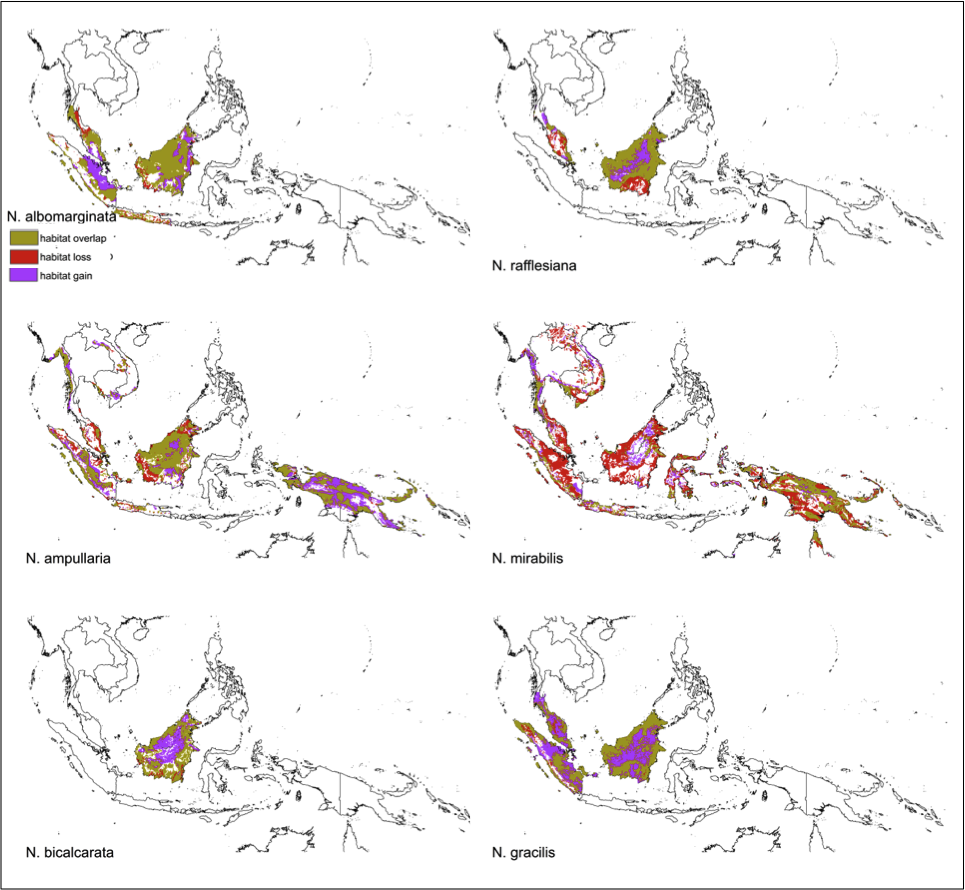 N. albomarginata
habitat overlap
habitat loss
habitat gain
N. rafflesiana
N. ampullaria
N. mirabilis
N. bicalcarata
N. gracilis